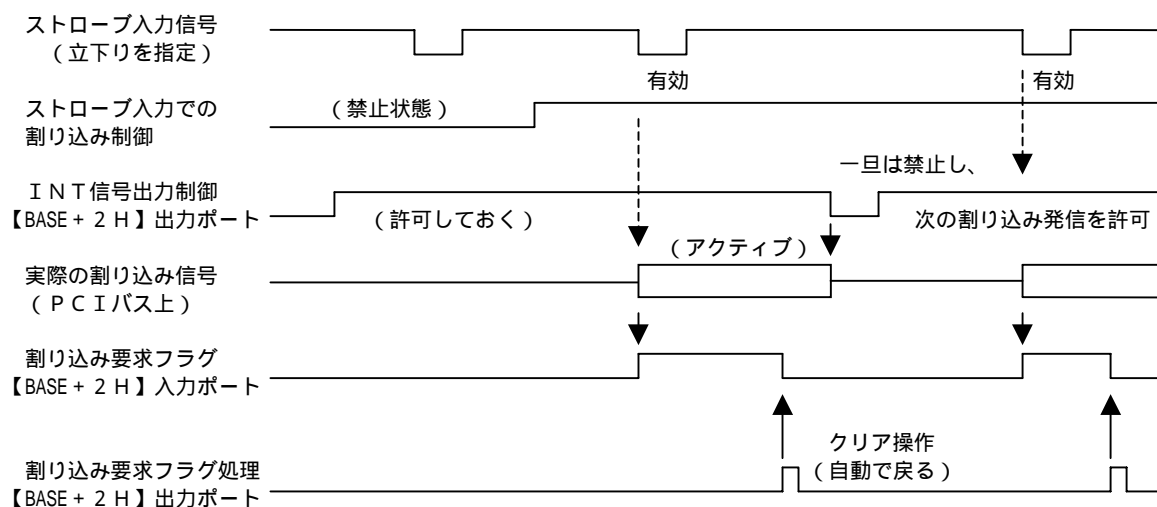 ストローブ入力信号
（立下りを指定）
有効
有効
ストローブ入力での
割り込み制御
（禁止状態）
一旦は禁止し、
ＩＮＴ信号出力制御
【BASE＋２Ｈ】出力ポート
（許可しておく）
次の割り込み発信を許可
（アクティブ）
実際の割り込み信号
（ＰＣＩバス上）
割り込み要求フラグ
【BASE＋２Ｈ】入力ポート
クリア操作
（自動で戻る）
割り込み要求フラグ処理
【BASE＋２Ｈ】出力ポート